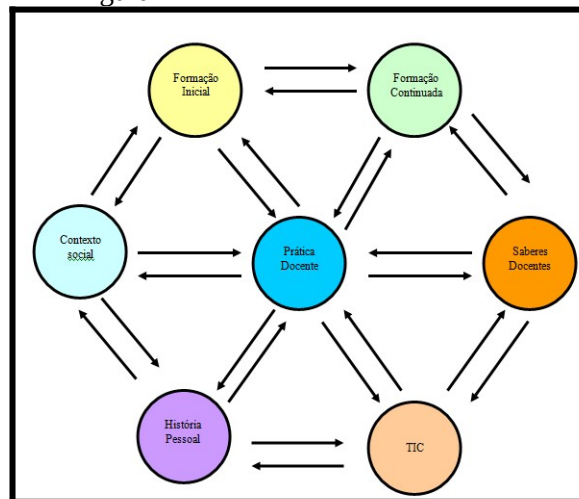 Formação
Inicial
Formação
Continuada
Contexto
social
Prática
Docente
Saberes
Docentes
História
Pessoal
TIC